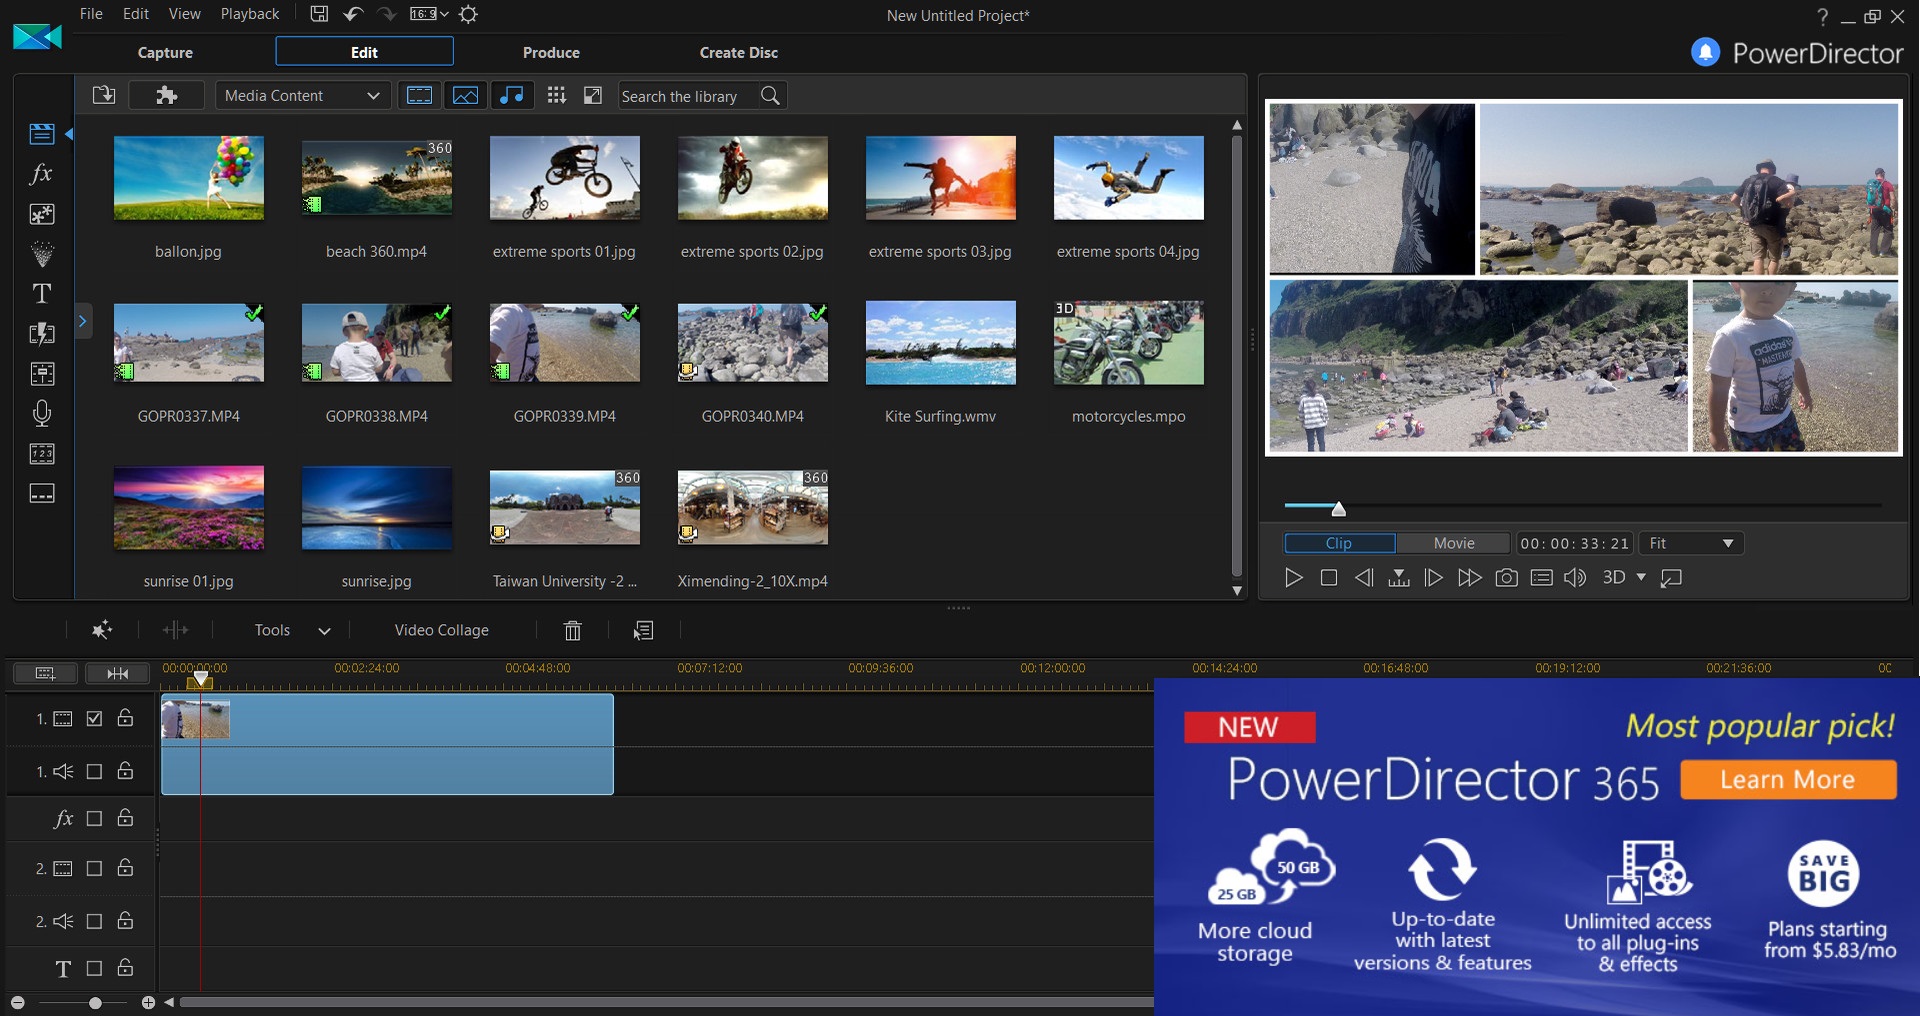 File Edit View Playback 16:9 New Untitled Project* ?
Capture Edit Produce Create Disc PowerDirector
Media Content Search the library
360
ballon.jpg beach 360.mp4 extreme sports 01.jpg extreme sports 02.jpg extreme sports 03.jpg extreme sports 04.jpg
fx
T
3D
GOPR0337.MP4 GOPR0338.MP4 GOPR0339.MP4 GOPR0340.MP4 Kite Surfing.wmv motorcycles.mpo
adidas
1 2 3
360 360
sunrise 01.jpg sunrise.jpg Taiwan University -2 ... Ximending-2_10X.mp4
Clip Movie 00:00:33:21 Fit
3D
Tools Video Collage
00:00:00:00 00:02:24:00 00:04:48:00 00:07:12:00 00:09:36:00 00:12:00:00 00:14:24:00 00:16:48:00 00:19:12:00 00:21:36:00 00
1.
1.
fx
2.
2.
T
NEW Most popular pick!
PowerDirector 365 Learn More
25 GB 50 GB
More cloud
storage
Up-to-date
with latest
versions & features
Unlimited access
to all plug-ins
& effects
SAVE
BIG
Plans starting
from $5.83/mo